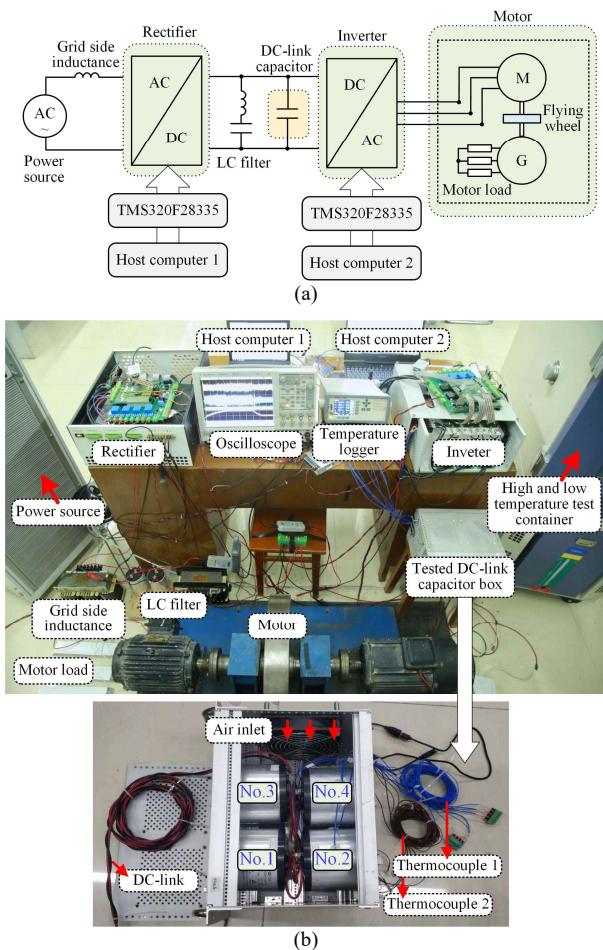 Rectifier
Inverter
Motor
Grid side
inductance
DC-link
capacitor
AC
~
Power
source
AC
DC
LC filter
DC
AC
M
Flying
wheel
G
Motor load
TMS320F28335
TMS320F28335
Host computer 1
Host computer 2
(a)
Host computer 1
Host computer 2
Rectifier
Oscilloscope
Temperature
logger
Inveter
Power source
High and low
temperature test
container
Tested DC-link
capacitor box
Grid side
inductance
LC filter
Motor
Motor load
Air inlet
No.3
No.4
No.1
No.2
DC-link
Thermocouple 1
Thermocouple 2
(b)